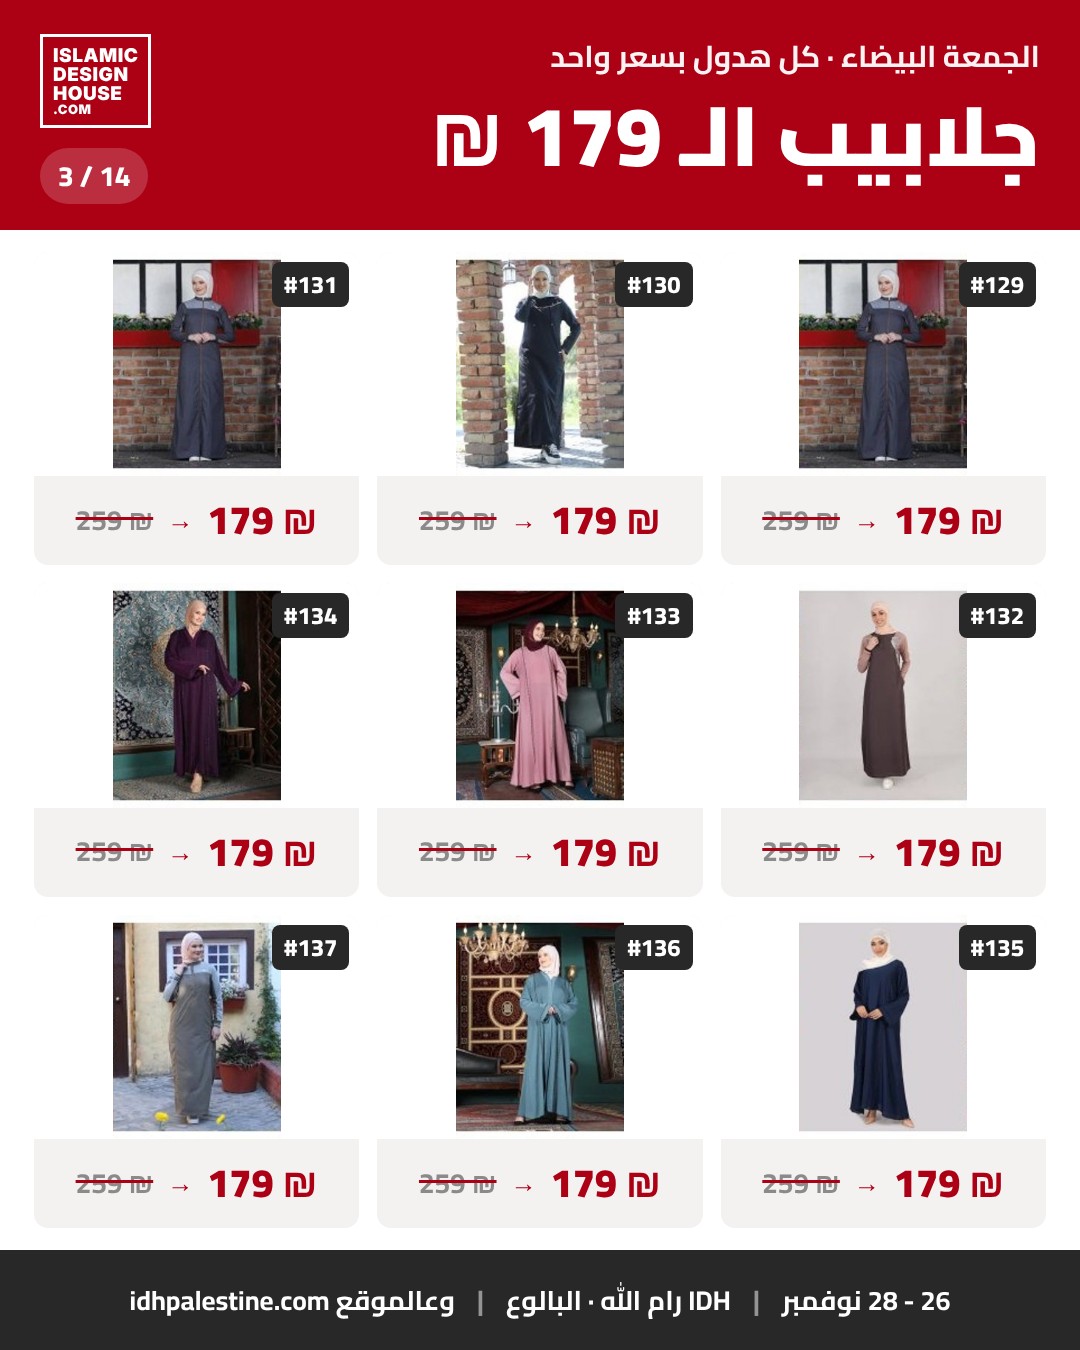 ISLAMIC
DESIGN
HOUSE
.COM
الجمعة البيضاء · كل هدول بسعر واحد
جلابيب الـ 179 ₪
3 / 14
#129
#130
#131
259 ₪ → 179 ₪
259 ₪ → 179 ₪
259 ₪ → 179 ₪
#132
#133
#134
259 ₪ → 179 ₪
259 ₪ → 179 ₪
259 ₪ → 179 ₪
#135
#136
#137
259 ₪ → 179 ₪
259 ₪ → 179 ₪
259 ₪ → 179 ₪
26 - 28 نوفمبر | IDH رام الله · البالوع | وعالموقع idhpalestine.com